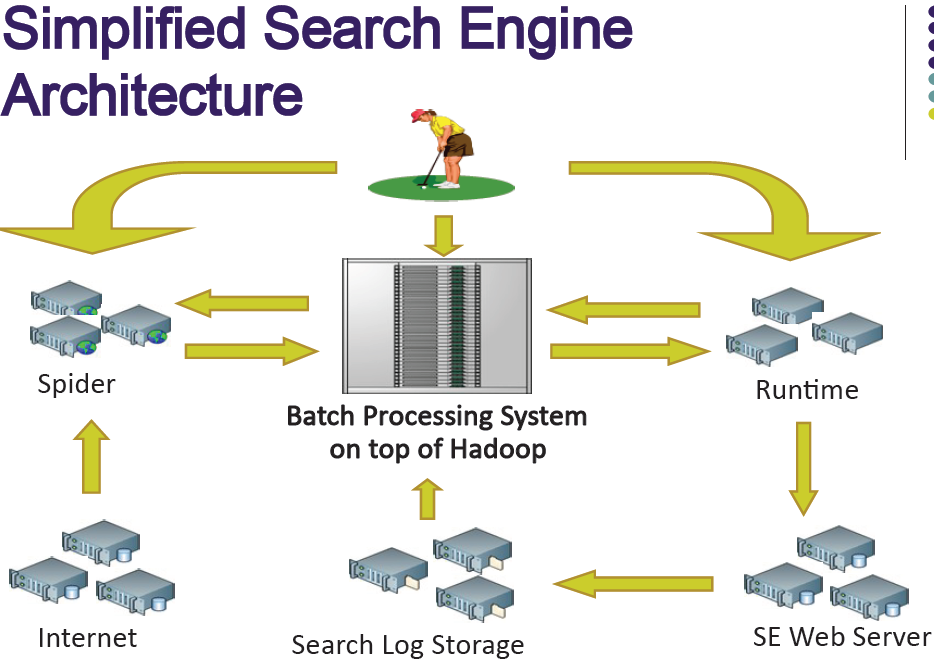 Simplified Search Engine
Architecture
Spider
Runtime
Batch Processing System
on top of Hadoop
Internet
Search Log Storage
SE Web Server